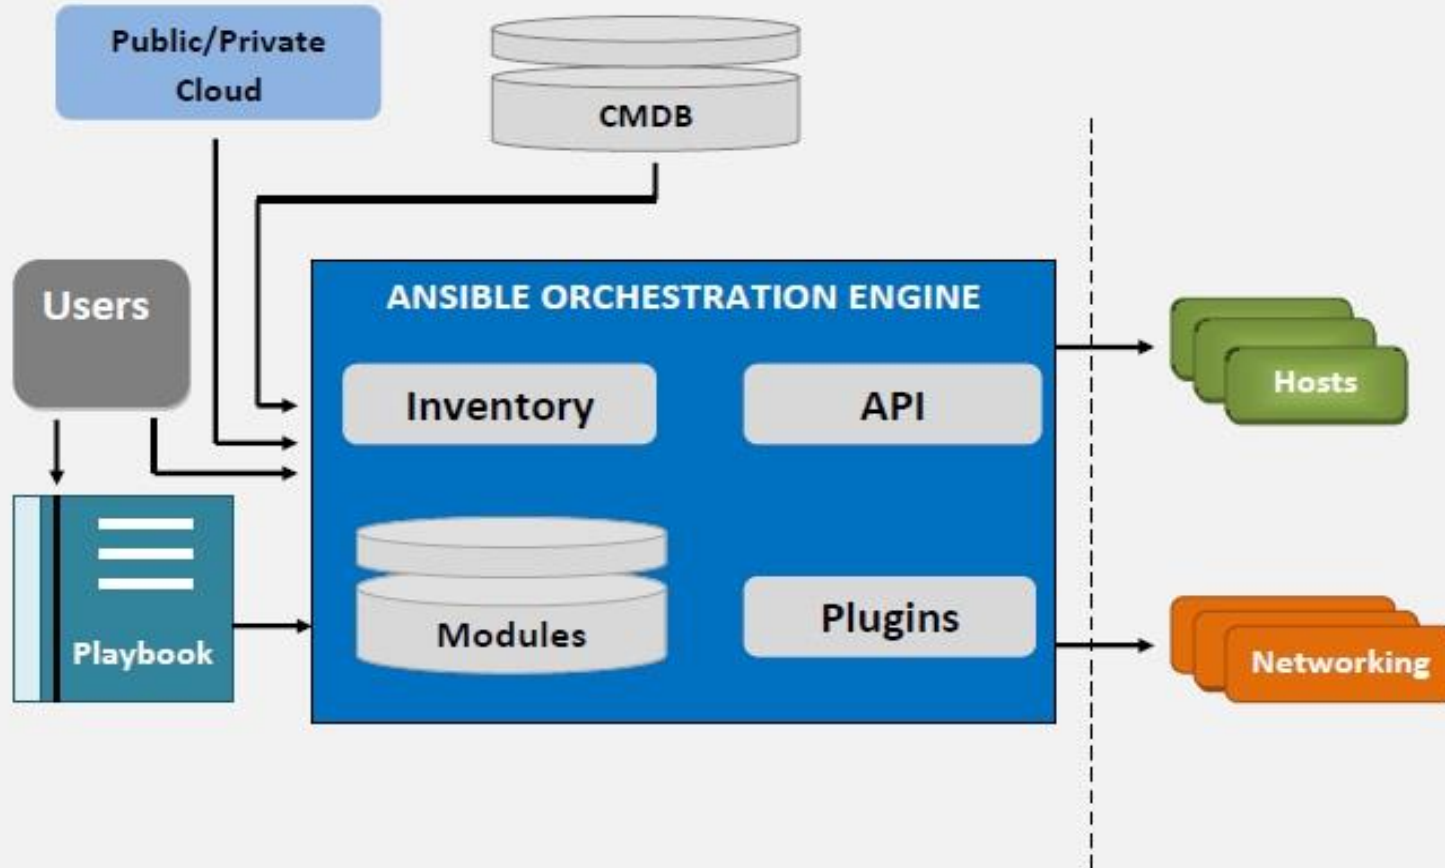 Public/Private
Cloud
CMDB
Users
ANSIBLE ORCHESTRATION ENGINE
Inventory
API
Hosts
Modules
Plugins
Playbook
Networking